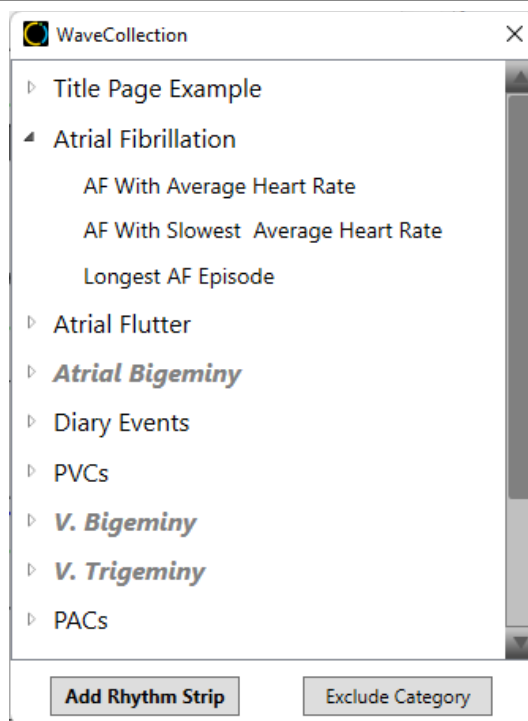 WaveCollection
Title Page Example
Atrial Fibrillation
AF With Average Heart Rate
AF With Slowest  Average Heart Rate
Longest AF Episode
Atrial Flutter
Atrial Bigeminy
Diary Events
PVCs
V. Bigeminy
V. Trigeminy
PACs
Add Rhythm Strip
Exclude Category